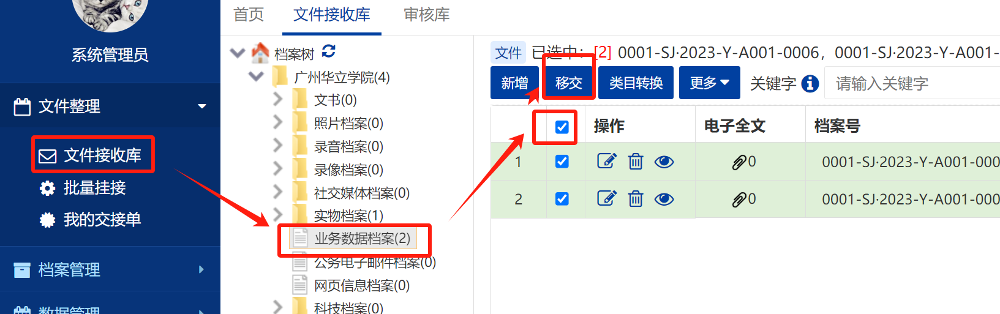 首页 文件接收库 审核库
系统管理员
文件整理
文件接收库
批量挂接
我的交接单
档案管理
数据管理
档案树
广州华立学院(4)
文书(0)
照片档案(0)
录音档案(0)
录像档案(0)
社交媒体档案(0)
实物档案(1)
业务数据档案(2)
公务电子邮件档案(0)
网页信息档案(0)
科技档案(0)
文件 已选中：[2] 0001-SJ·2023-Y-A001-0006，0001-SJ·2023-Y-A001-
新增 移交 类目转换 更多 关键字 请输入关键字
操作 电子全文 档案号
1 0 0001-SJ·2023-Y-A001-000
2 0 0001-SJ·2023-Y-A001-000